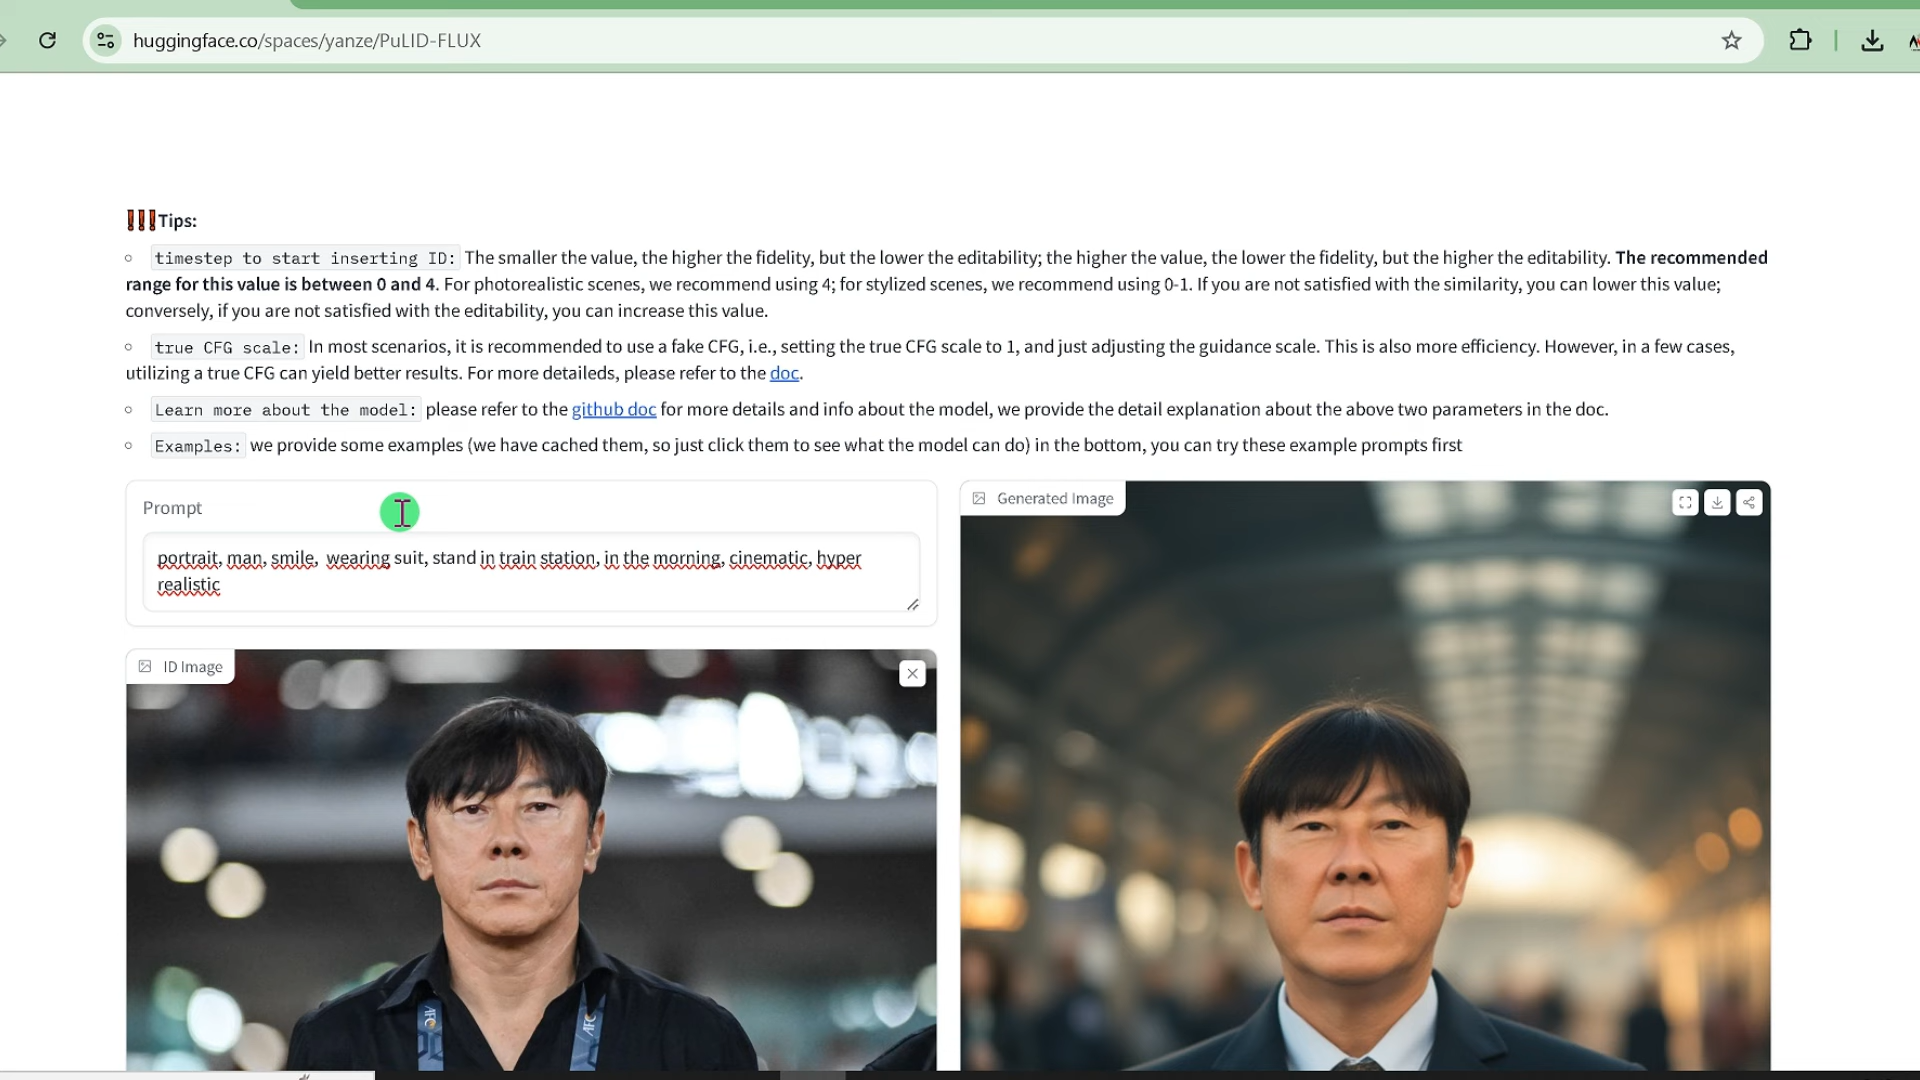 huggingface.co/spaces/yanze/PuLID-FLUX
❗❗❗Tips:
timestep to start inserting ID: The smaller the value, the higher the fidelity, but the lower the editability; the higher the value, the lower the fidelity, but the higher the editability. The recommended
range for this value is between 0 and 4. For photorealistic scenes, we recommend using 4; for stylized scenes, we recommend using 0-1. If you are not satisfied with the similarity, you can lower this value;
conversely, if you are not satisfied with the editability, you can increase this value.
true CFG scale: In most scenarios, it is recommended to use a fake CFG, i.e., setting the true CFG scale to 1, and just adjusting the guidance scale. This is also more efficiency. However, in a few cases,
utilizing a true CFG can yield better results. For more detaileds, please refer to the doc.
Learn more about the model: please refer to the github doc for more details and info about the model, we provide the detail explanation about the above two parameters in the doc.
Examples: we provide some examples (we have cached them, so just click them to see what the model can do) in the bottom, you can try these example prompts first
Prompt
portrait, man, smile,  wearing suit, stand in train station, in the morning, cinematic, hyper
realistic
Generated Image
ID Image
AFC
AFC